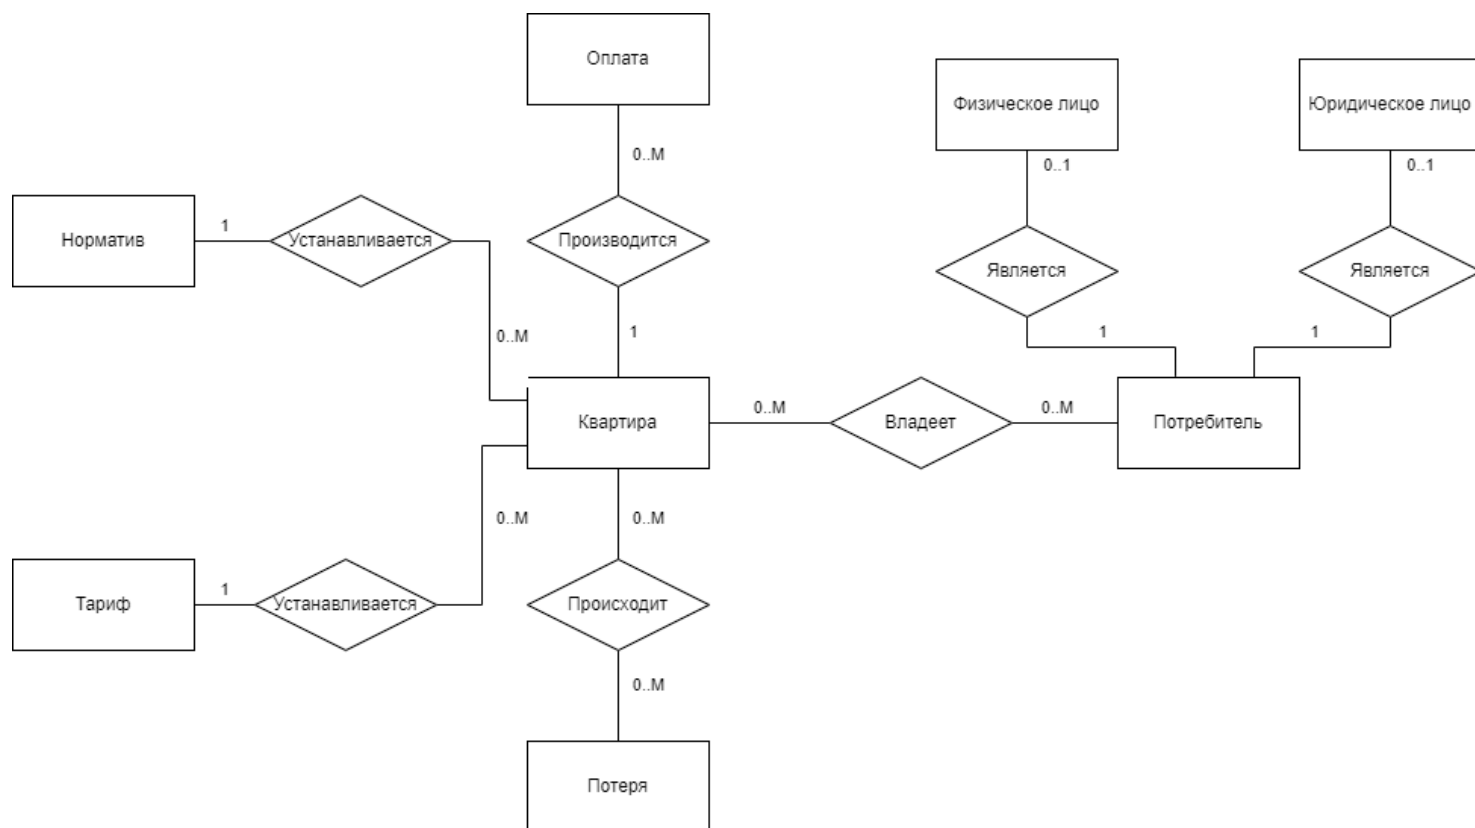 Оплата
Физическое лицо
Юридическое лицо
0..М
0..1
0..1
Норматив
1
Устанавливается
Производится
Является
Является
0..М
1
1
1
Квартира
0..М
Владеет
0..М
Потребитель
0..М
0..М
Тариф
1
Устанавливается
Происходит
0..М
Потеря